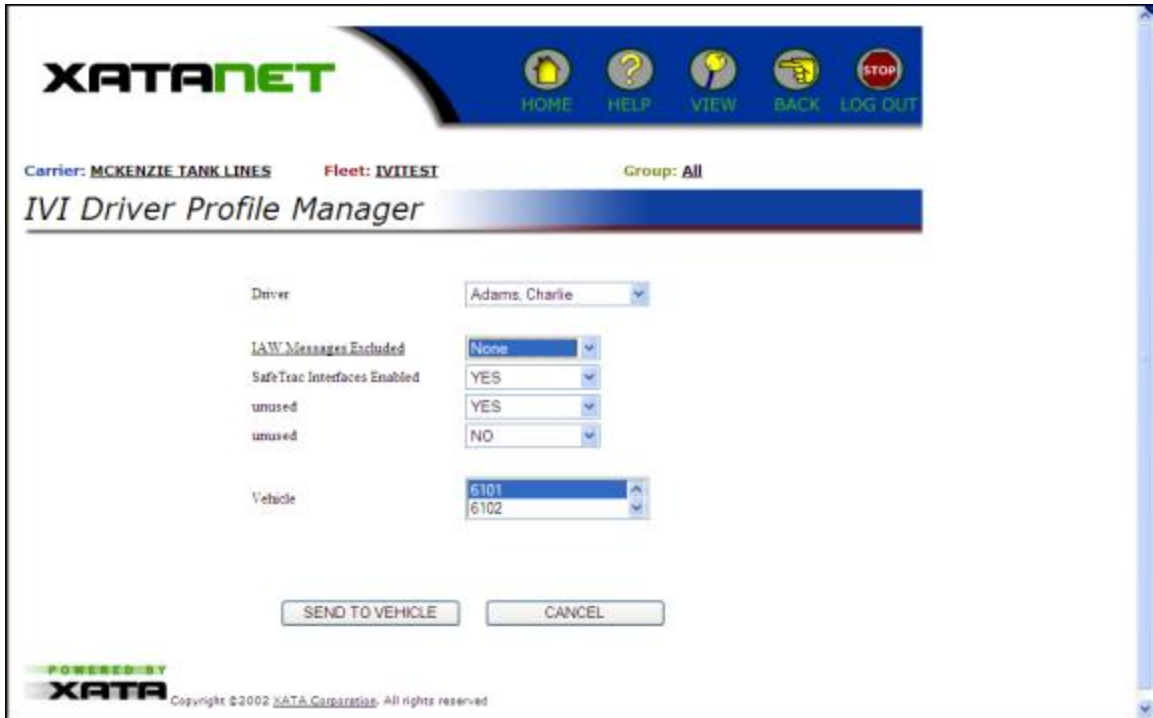 XATANET
HOME HELP VIEW BACK STOP LOG OUT
Carrier: MCKENZIE TANK LINES Fleet: IVITEST Group: All
IVI Driver Profile Manager
Driver Adams, Charlie
IAW Messages Excluded None
SafeTrac Interfaces Enabled YES
unused YES
unused NO
Vehicle 6101
6102
SEND TO VEHICLE CANCEL
POWERED BY
XATA Copyright ©2002 XATA Corporation. All rights reserved